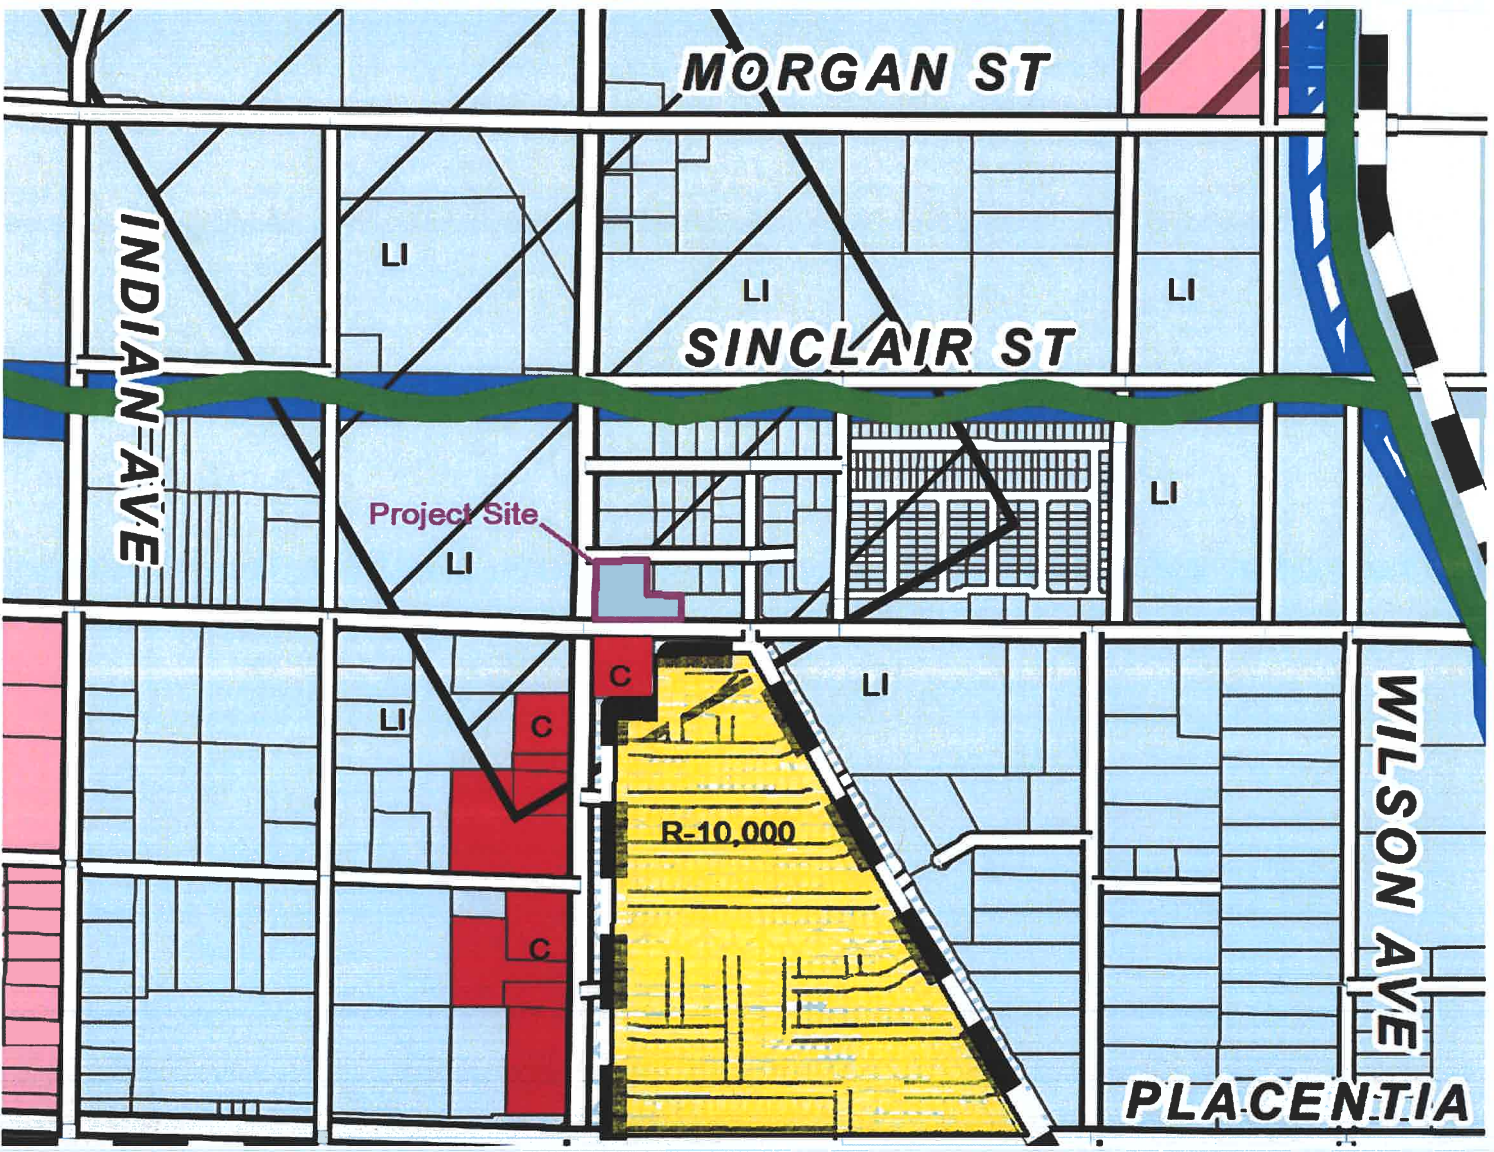 MORGAN ST
INDIAN AVE
LI
LI
LI
SINCLAIR ST
Project Site
LI
LI
C
LI
C
LI
R-10,000
C
WILSON AVE
PLACENTIA